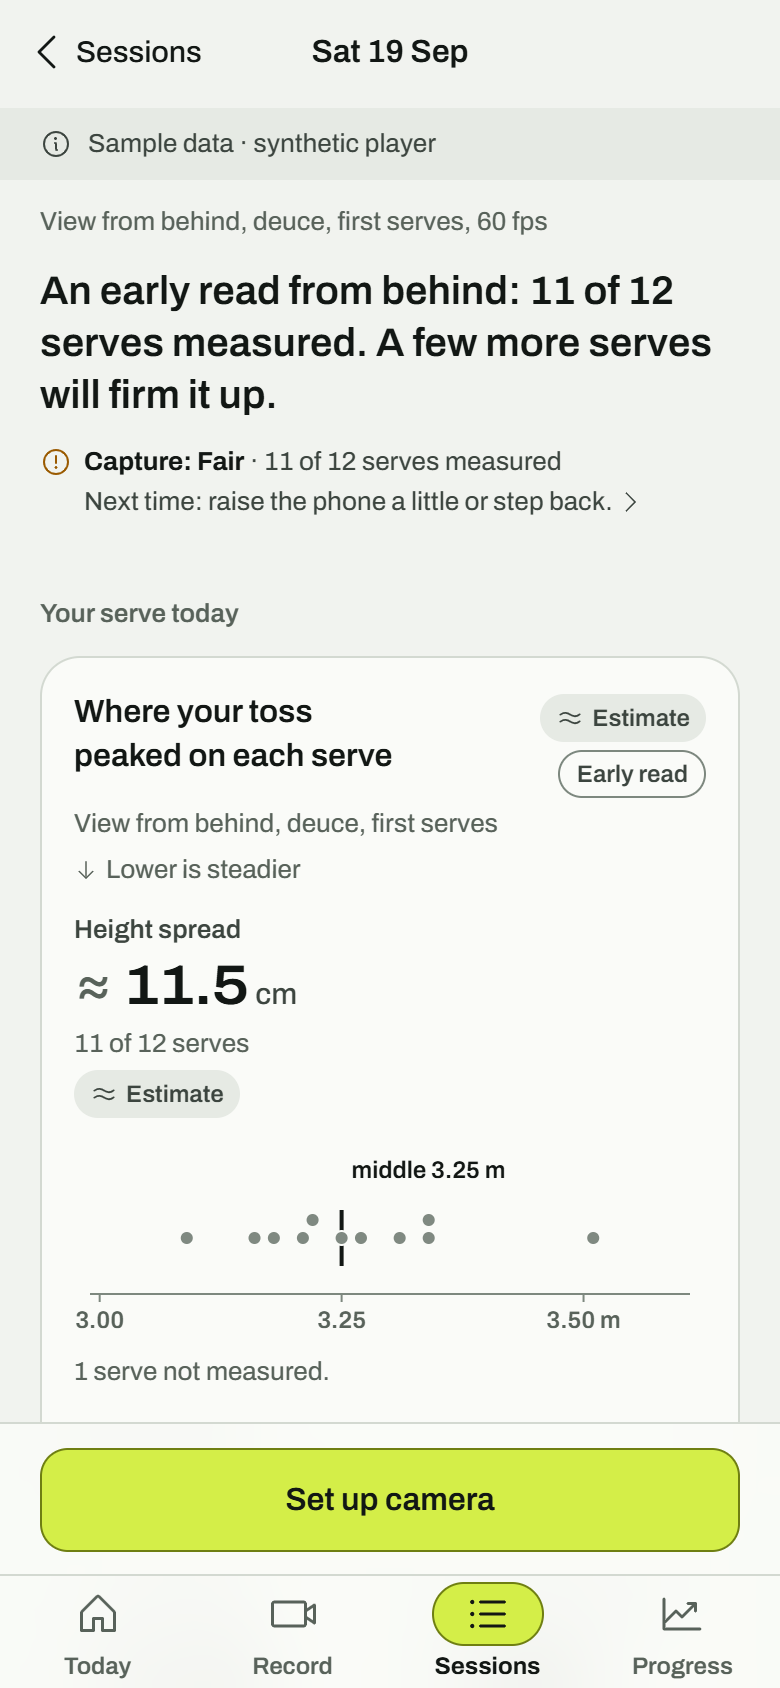 Sessions
Sat 19 Sep
Sample data · synthetic player
View from behind, deuce, first serves, 60 fps
An early read from behind: 11 of 12
serves measured. A few more serves
will firm it up.
Capture: Fair · 11 of 12 serves measured
Next time: raise the phone a little or step back.
Your serve today
Where your toss
peaked on each serve
Estimate
Early read
View from behind, deuce, first serves
↓ Lower is steadier
Height spread
≈ 11.5 cm
11 of 12 serves
Estimate
middle 3.25 m
3.00 3.25 3.50 m
1 serve not measured.
Set up camera
Today Record Sessions Progress